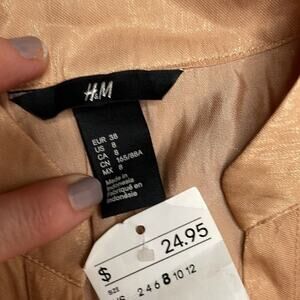 H&M
EUR 38
US 8
CA 8
CN 165/88A
MX 8
Made in
Indonesia
Fabriqué en
Indonésie
$ 24.95
SIZE
US 2 4 6 8 10 12